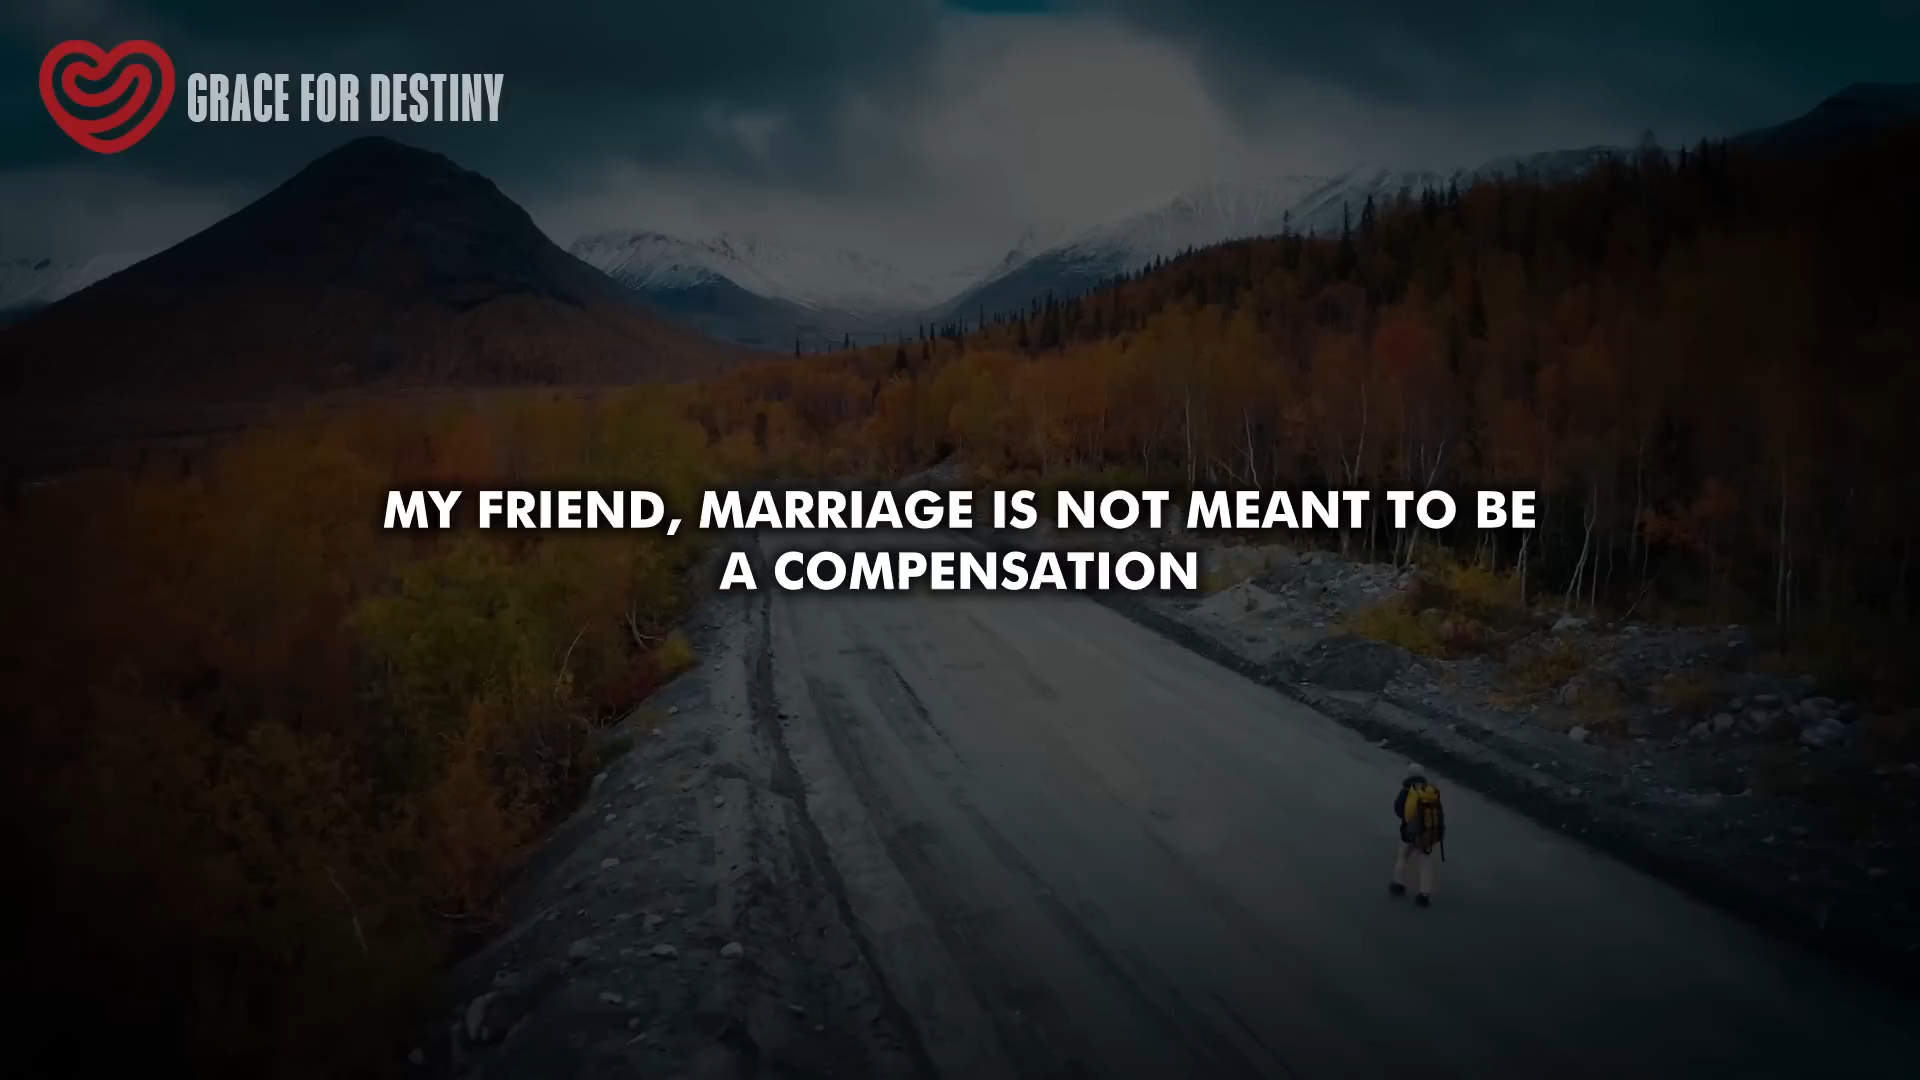 GRACE FOR DESTINY
MY FRIEND, MARRIAGE IS NOT MEANT TO BE
A COMPENSATION